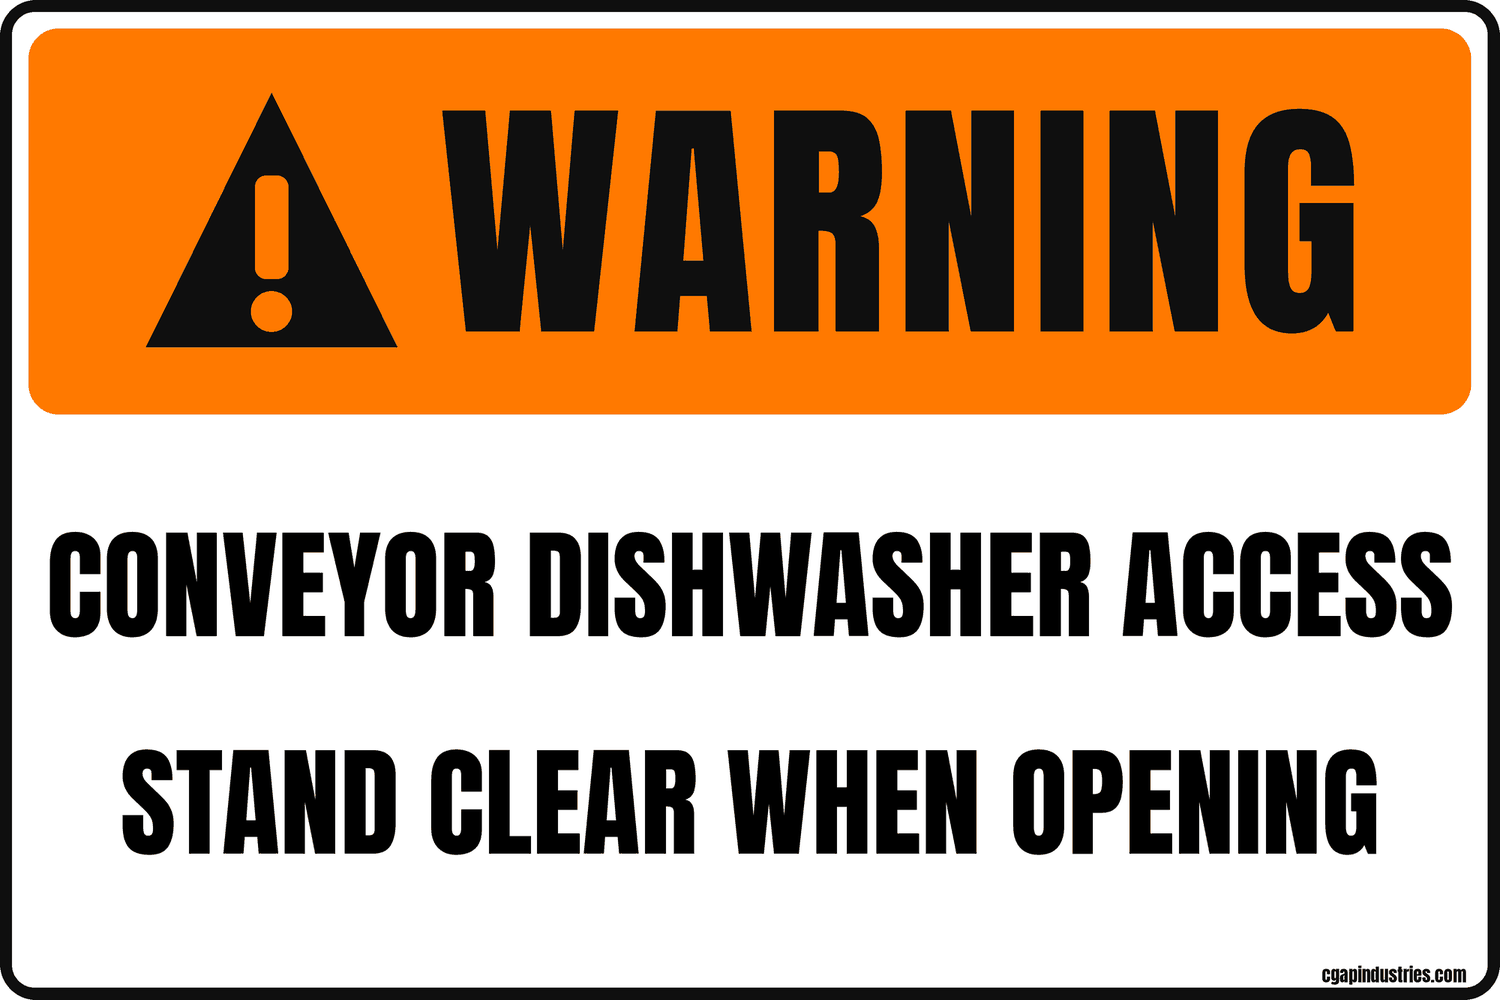 WARNING
CONVEYOR DISHWASHER ACCESS
STAND CLEAR WHEN OPENING
cgapindustries.com